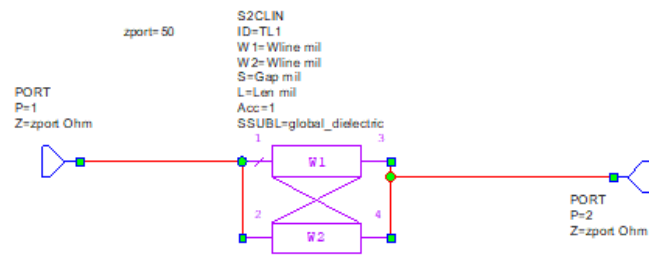 S2CLIN
zport=50
ID=TL1
W1=Wline mil
W2=Wline mil
S=Gap mil
L=Len mil
Acc=1
SSUBL=global_dielectric
PORT
P=1
Z=zport Ohm
1
3
W1
2
4
W2
PORT
P=2
Z=zport Ohm